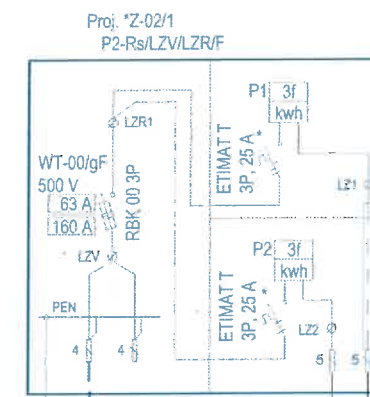 Proj. *Z-02/1
P2-Rs/LZV/LZR/F
P1
3f
kwh
LZR1
ETIMAT T
3P, 25 A *
WT-00/gF
500 V
63 A
160 A
RBK 00 3P
LZ1
LZV
P2
3f
kwh
ETIMAT T
3P, 25 A *
PEN
LZ2
4
4
5
5